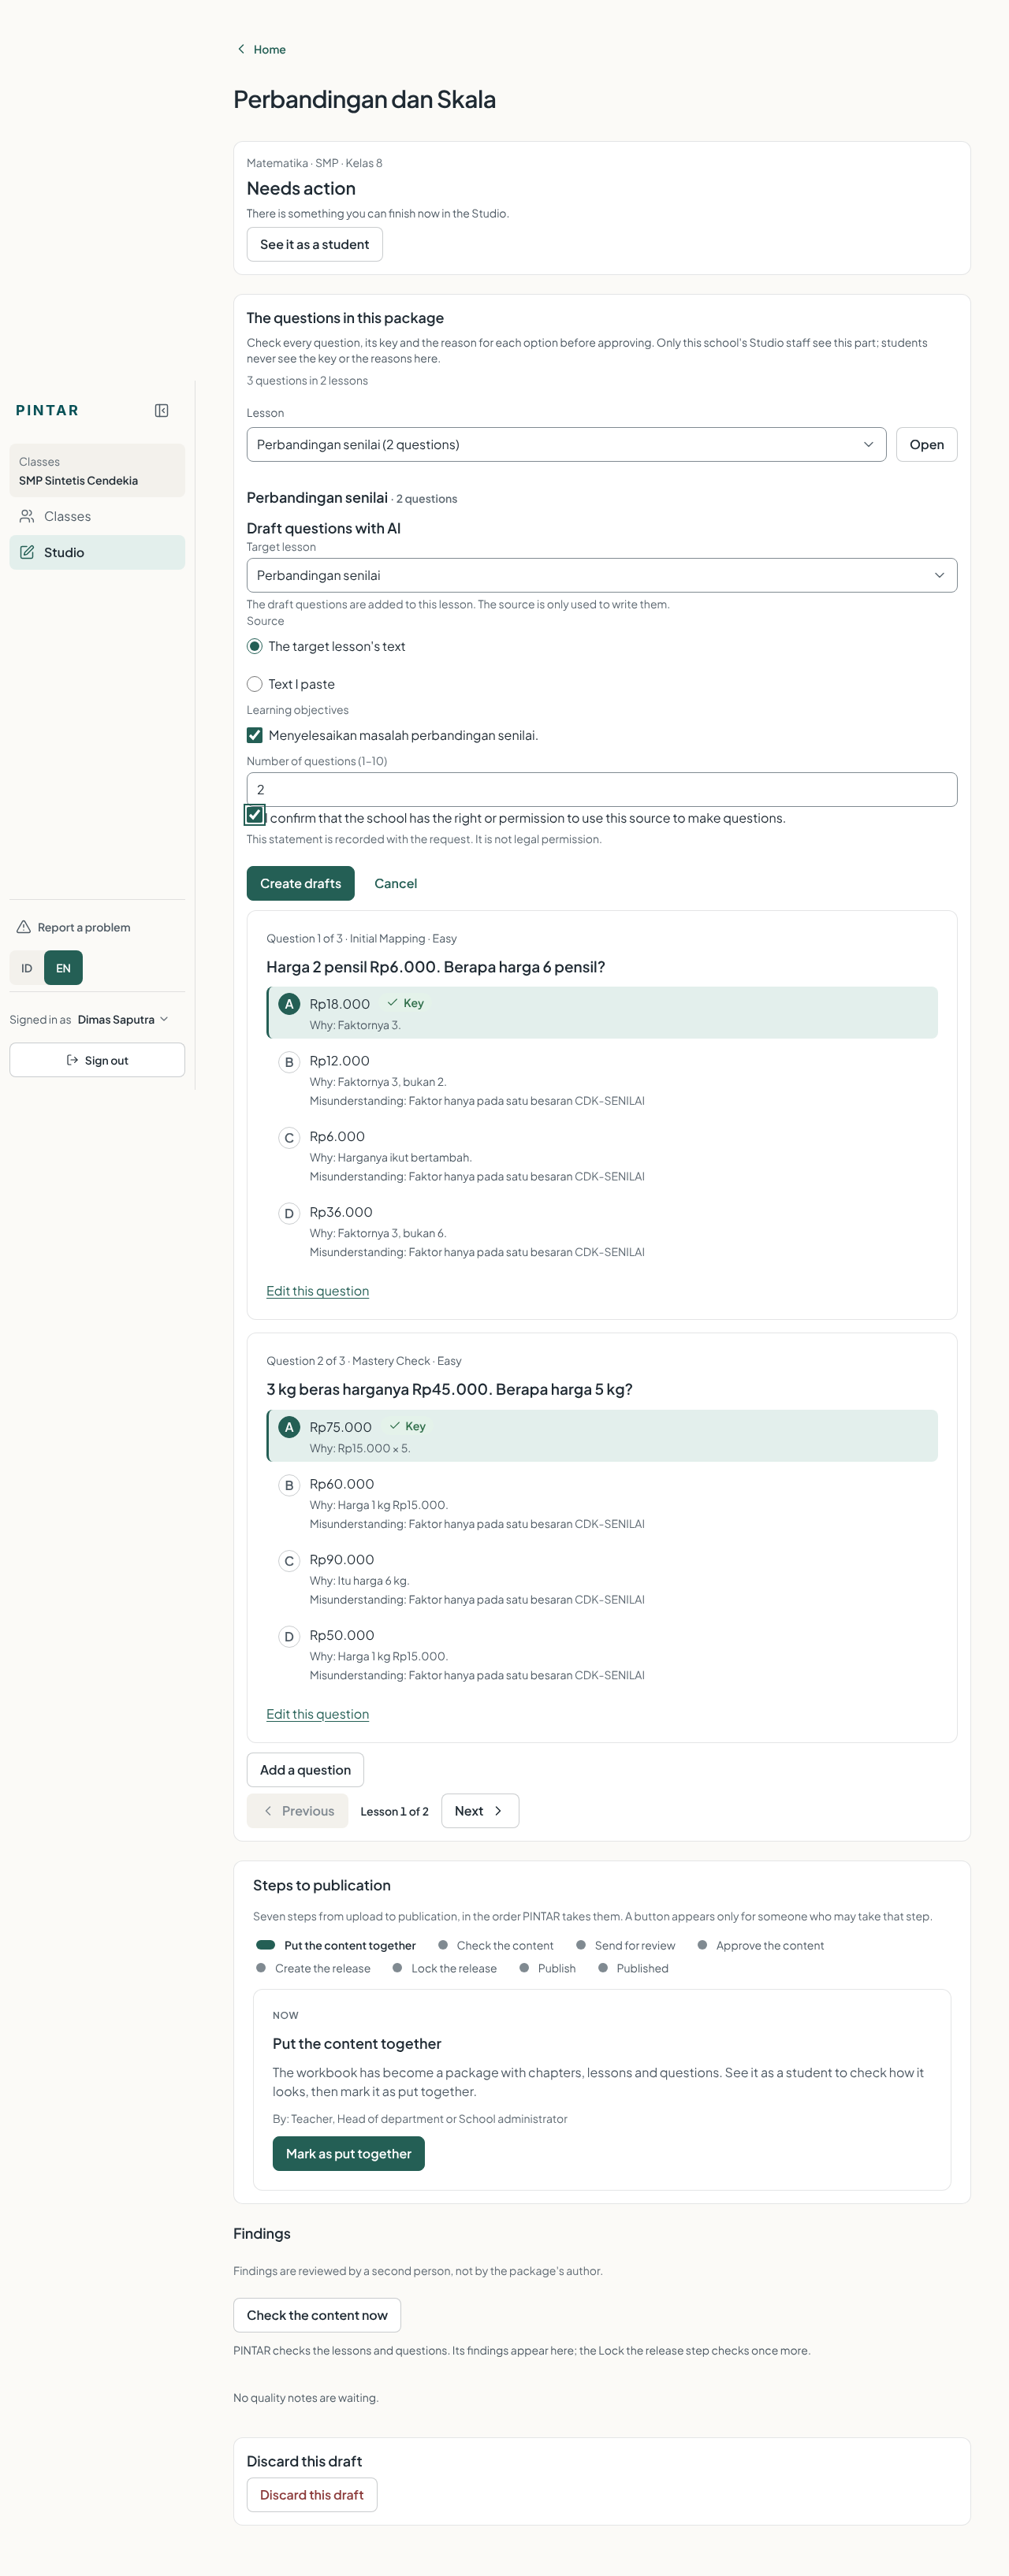 Home
Perbandingan dan Skala
Matematika · SMP · Kelas 8
Needs action
There is something you can finish now in the Studio.
See it as a student
The questions in this package
Check every question, its key and the reason for each option before approving. Only this school's Studio staff see this part; students
never see the key or the reasons here.
3 questions in 2 lessons
PINTAR
Classes
SMP Sintetis Cendekia
Classes
Studio
Report a problem
ID EN
Signed in as Dimas Saputra
Sign out
Lesson
Perbandingan senilai (2 questions)
Open
Perbandingan senilai · 2 questions
Draft questions with AI
Target lesson
Perbandingan senilai
The draft questions are added to this lesson. The source is only used to write them.
Source
The target lesson's text
Text I paste
Learning objectives
Menyelesaikan masalah perbandingan senilai.
Number of questions (1–10)
2
confirm that the school has the right or permission to use this source to make questions.
This statement is recorded with the request. It is not legal permission.
Create drafts Cancel
Question 1 of 3 · Initial Mapping · Easy
Harga 2 pensil Rp6.000. Berapa harga 6 pensil?
A Rp18.000 Key
Why: Faktornya 3.
B Rp12.000
Why: Faktornya 3, bukan 2.
Misunderstanding: Faktor hanya pada satu besaran CDK-SENILAI
C Rp6.000
Why: Harganya ikut bertambah.
Misunderstanding: Faktor hanya pada satu besaran CDK-SENILAI
D Rp36.000
Why: Faktornya 3, bukan 6.
Misunderstanding: Faktor hanya pada satu besaran CDK-SENILAI
Edit this question
Question 2 of 3 · Mastery Check · Easy
3 kg beras harganya Rp45.000. Berapa harga 5 kg?
A Rp75.000 Key
Why: Rp15.000 × 5.
B Rp60.000
Why: Harga 1 kg Rp15.000.
Misunderstanding: Faktor hanya pada satu besaran CDK-SENILAI
C Rp90.000
Why: Itu harga 6 kg.
Misunderstanding: Faktor hanya pada satu besaran CDK-SENILAI
D Rp50.000
Why: Harga 1 kg Rp15.000.
Misunderstanding: Faktor hanya pada satu besaran CDK-SENILAI
Edit this question
Add a question
Previous Lesson 1 of 2 Next
Steps to publication
Seven steps from upload to publication, in the order PINTAR takes them. A button appears only for someone who may take that step.
Put the content together Check the content Send for review Approve the content
Create the release Lock the release Publish Published
NOW
Put the content together
The workbook has become a package with chapters, lessons and questions. See it as a student to check how it
looks, then mark it as put together.
By: Teacher, Head of department or School administrator
Mark as put together
Findings
Findings are reviewed by a second person, not by the package's author.
Check the content now
PINTAR checks the lessons and questions. Its findings appear here; the Lock the release step checks once more.
No quality notes are waiting.
Discard this draft
Discard this draft